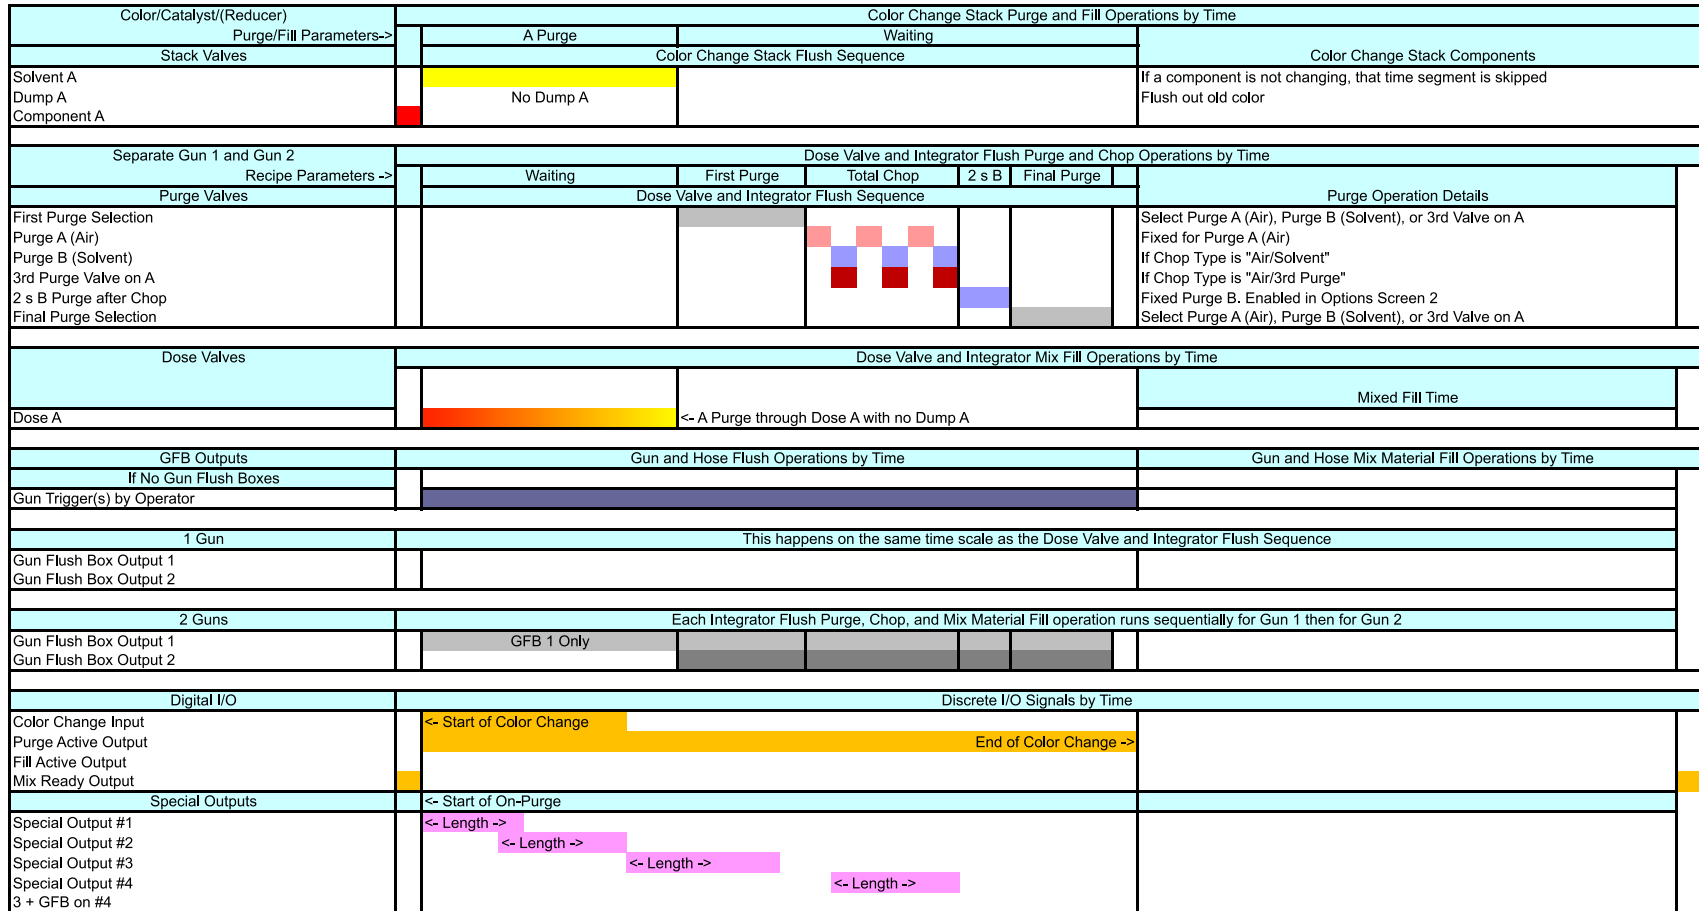 Color/Catalyst/(Reducer) Color Change Stack Purge and Fill Operations by Time
Purge/Fill Parameters-> A Purge Waiting
Stack Valves Color Change Stack Flush Sequence Color Change Stack Components
Solvent A If a component is not changing, that time segment is skipped
Dump A No Dump A Flush out old color
Component A
Separate Gun 1 and Gun 2 Dose Valve and Integrator Flush Purge and Chop Operations by Time
Recipe Parameters -> Waiting First Purge Total Chop 2 s B Final Purge
Purge Valves Dose Valve and Integrator Flush Sequence Purge Operation Details
First Purge Selection Select Purge A (Air), Purge B (Solvent), or 3rd Valve on A
Purge A (Air) Fixed for Purge A (Air)
Purge B (Solvent) If Chop Type is "Air/Solvent"
3rd Purge Valve on A If Chop Type is "Air/3rd Purge"
2 s B Purge after Chop Fixed Purge B. Enabled in Options Screen 2
Final Purge Selection Select Purge A (Air), Purge B (Solvent), or 3rd Valve on A
Dose Valves Dose Valve and Integrator Mix Fill Operations by Time
Mixed Fill Time
Dose A <- A Purge through Dose A with no Dump A
GFB Outputs Gun and Hose Flush Operations by Time Gun and Hose Mix Material Fill Operations by Time
If No Gun Flush Boxes
Gun Trigger(s) by Operator
1 Gun This happens on the same time scale as the Dose Valve and Integrator Flush Sequence
Gun Flush Box Output 1
Gun Flush Box Output 2
2 Guns Each Integrator Flush Purge, Chop, and Mix Material Fill operation runs sequentially for Gun 1 then for Gun 2
Gun Flush Box Output 1 GFB 1 Only
Gun Flush Box Output 2
Digital I/O Discrete I/O Signals by Time
Color Change Input <- Start of Color Change
Purge Active Output End of Color Change ->
Fill Active Output
Mix Ready Output
Special Outputs <- Start of On-Purge
Special Output #1 <- Length ->
Special Output #2 <- Length ->
Special Output #3 <- Length ->
Special Output #4 <- Length ->
3 + GFB on #4